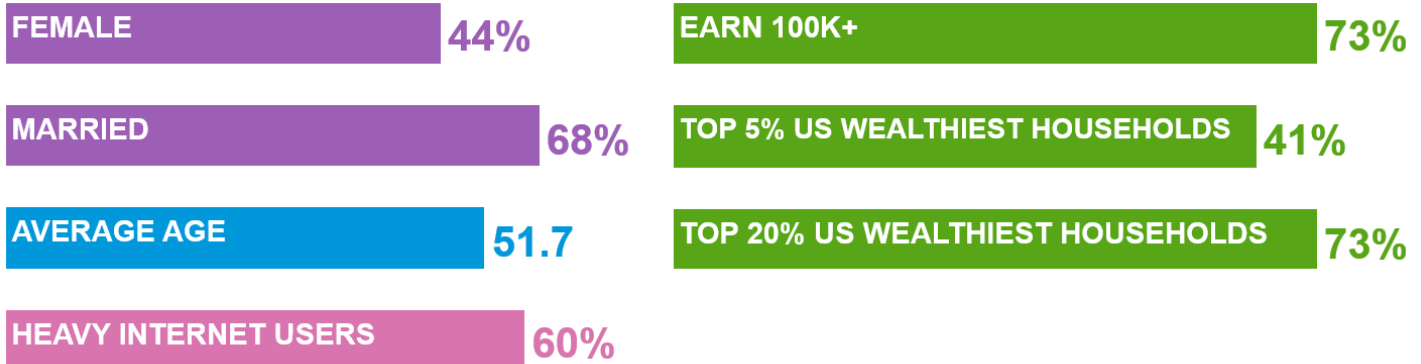 FEMALE 44%
MARRIED 68%
AVERAGE AGE 51.7
HEAVY INTERNET USERS 60%
EARN 100K+ 73%
TOP 5% US WEALTHIEST HOUSEHOLDS 41%
TOP 20% US WEALTHIEST HOUSEHOLDS 73%